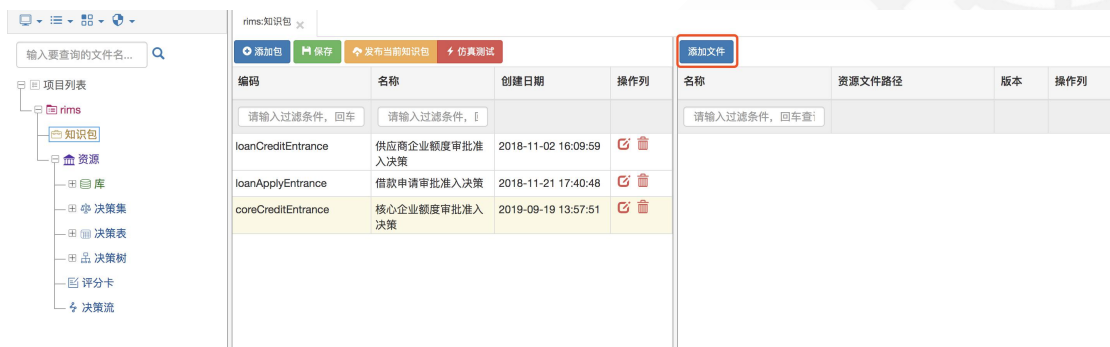 rims:知识包
输入要查询的文件名...
添加包 保存 发布当前知识包 仿真测试 添加文件
编码 名称 创建日期 操作列 名称 资源文件路径 版本 操作列
请输入过滤条件，回车 请输入过滤条件， 请输入过滤条件，回车查
项目列表
rims
知识包
资源
库
决策集
决策表
决策树
评分卡
决策流
loanCreditEntrance 供应商企业额度审批准 2018-11-02 16:09:59
入决策
loanApplyEntrance 借款申请审批准入决策 2018-11-21 17:40:48
coreCreditEntrance 核心企业额度审批准入 2019-09-19 13:57:51
决策